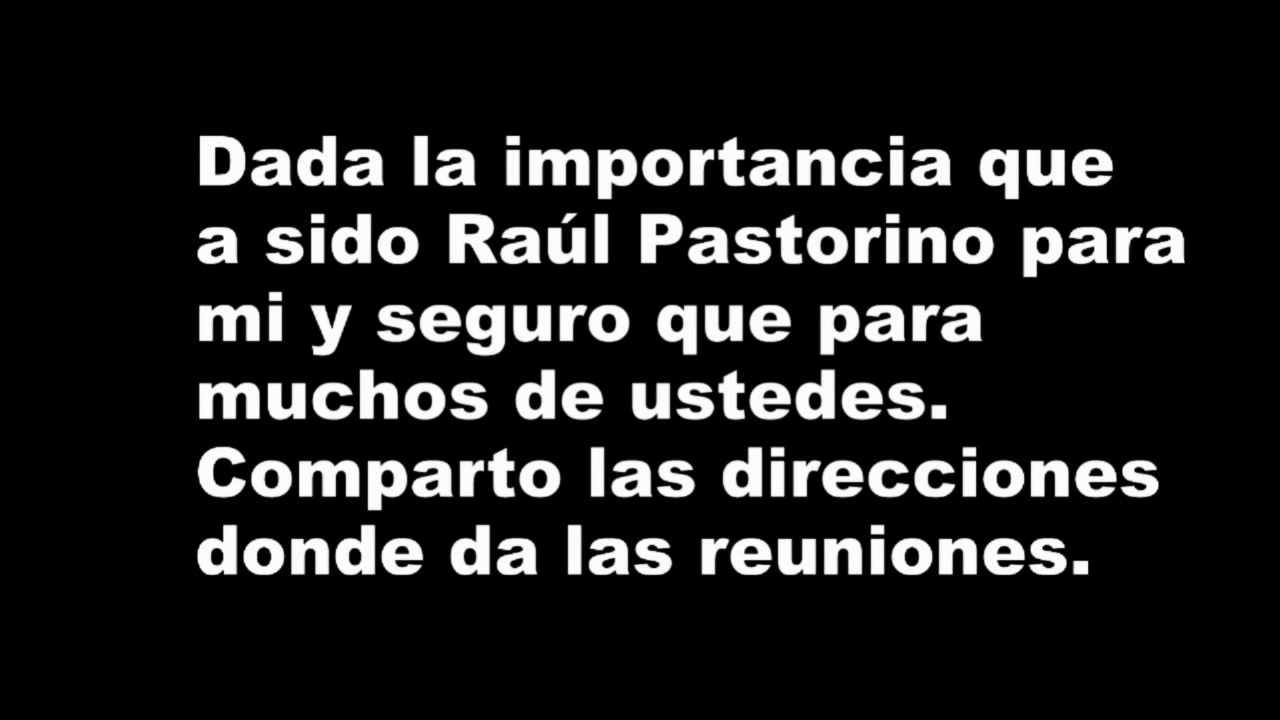 Dada la importancia que
a sido Raúl Pastorino para
mi y seguro que para
muchos de ustedes.
Comparto las direcciones
donde da las reuniones.